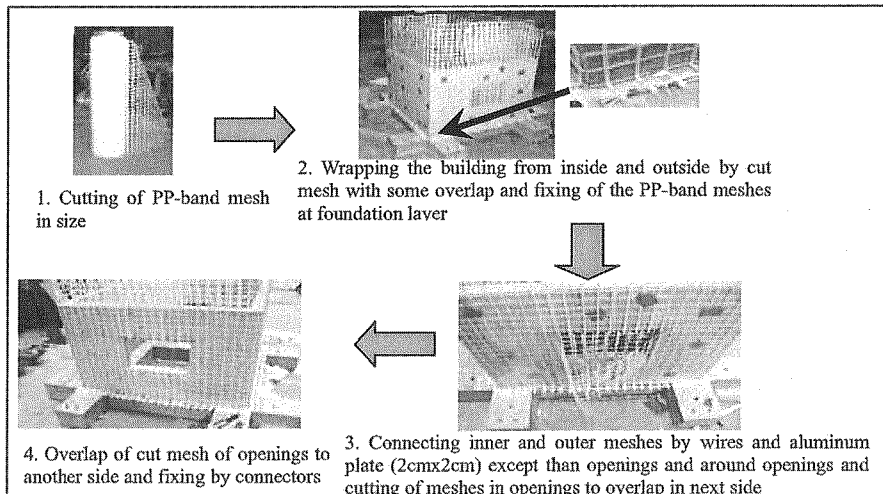 1. Cutting of PP-band mesh
in size
2. Wrapping the building from inside and outside by cut
mesh with some overlap and fixing of the PP-band meshes
at foundation laver
3. Connecting inner and outer meshes by wires and aluminum
plate (2cmx2cm) except than openings and around openings and
cutting of meshes in openings to overlap in next side
4. Overlap of cut mesh of openings to
another side and fixing by connectors